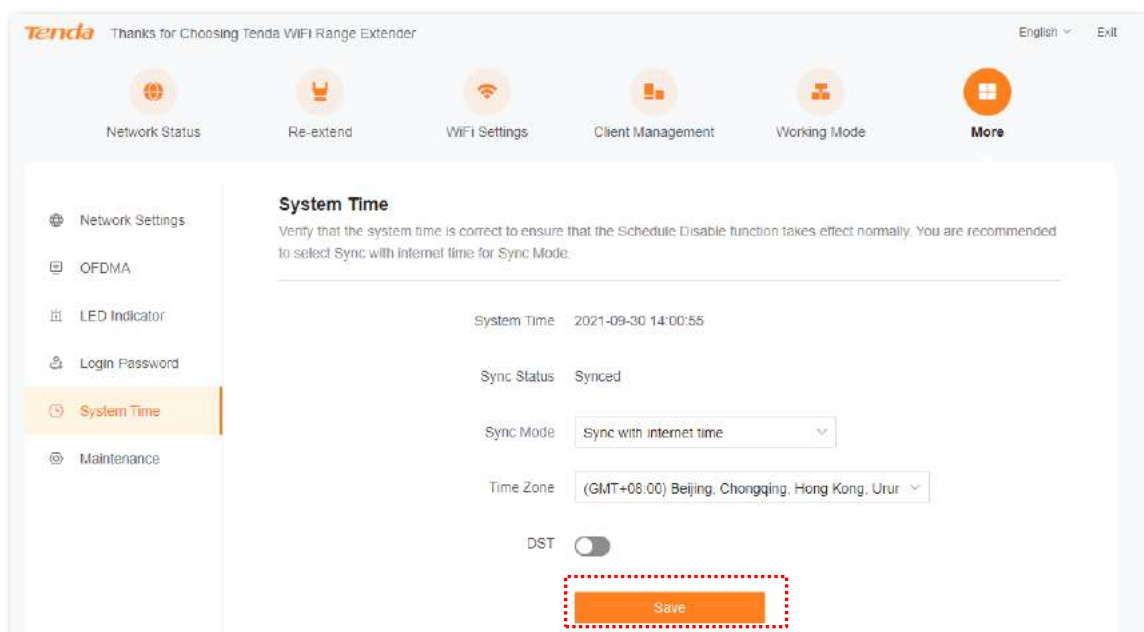 Tenda Thanks for Choosing Tenda WiFi Range Extender English Exit
Network Status Re-extend WiFi Settings Client Management Working Mode More
System Time
Verify that the system time is correct to ensure that the Schedule Disable function takes effect normally. You are recommended
to select Sync with internet time for Sync Mode.
Network Settings
OFDMA
LED Indicator
Login Password
System Time
Maintenance
System Time 2021-09-30 14:00:55
Sync Status Synced
Sync Mode Sync with internet time
Time Zone (GMT+08:00) Beijing, Chongqing, Hong Kong, Urur
DST
Save